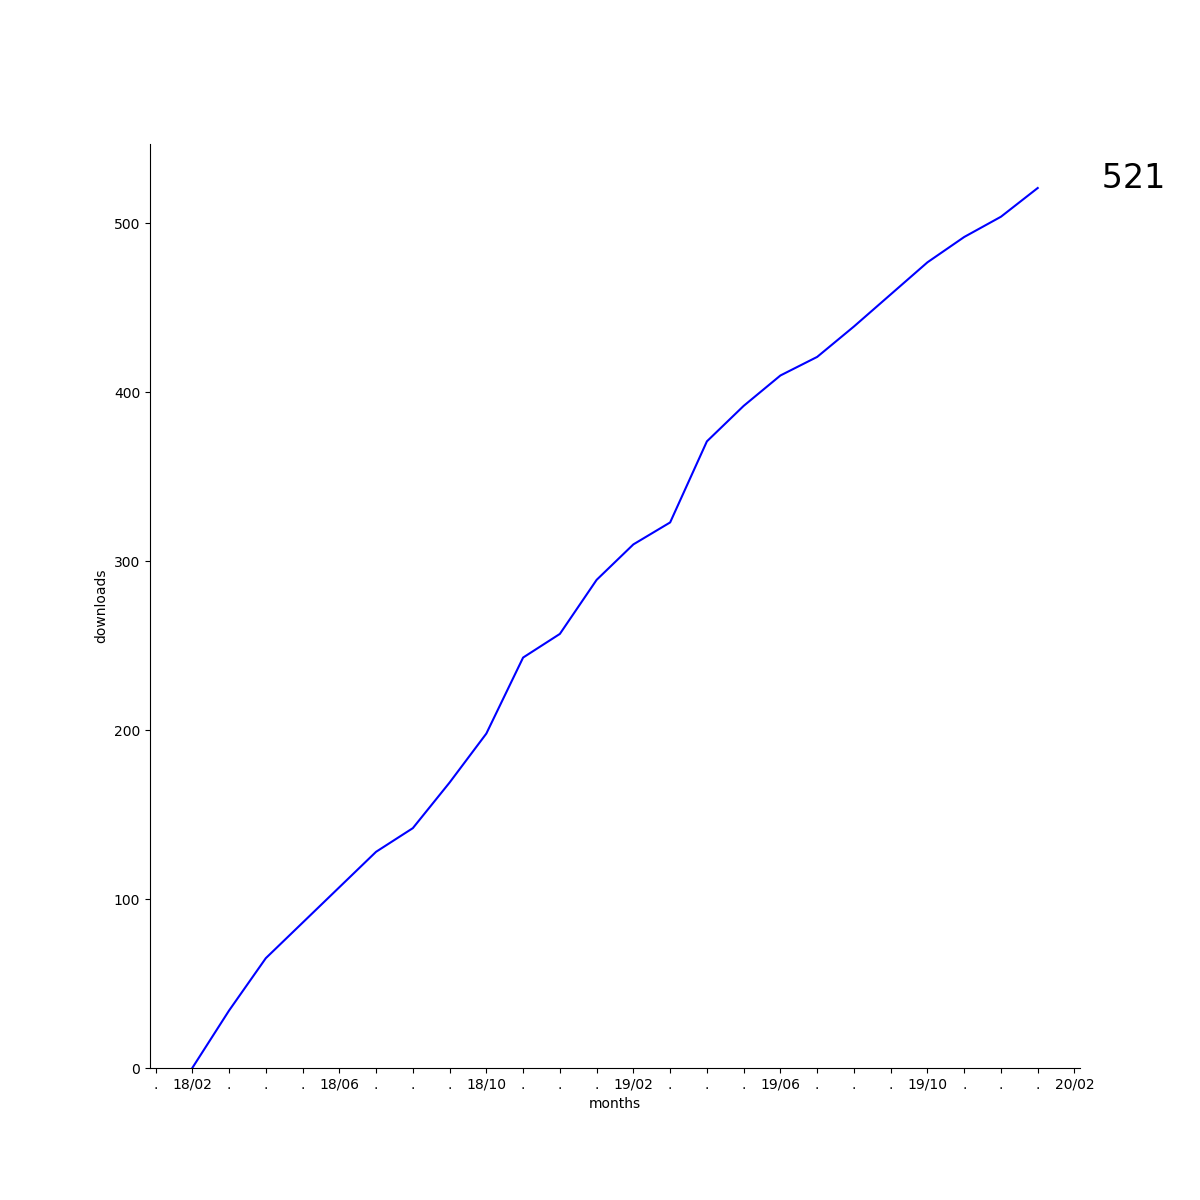 521
500
400
300
200
100
0
downloads
. 18/02 . . . 18/06 . . . 18/10 . . . 19/02 . . . 19/06 . . . 19/10 . . . 20/02
months